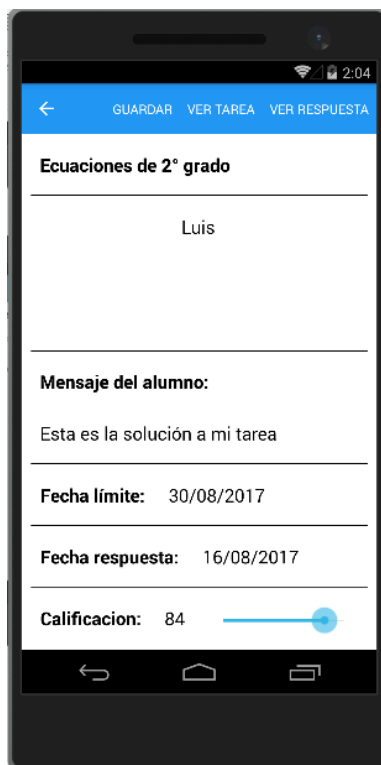 2:04
GUARDAR VER TAREA VER RESPUESTA
Ecuaciones de 2° grado
Luis
Mensaje del alumno:
Esta es la solución a mi tarea
Fecha límite: 30/08/2017
Fecha respuesta: 16/08/2017
Calificacion: 84